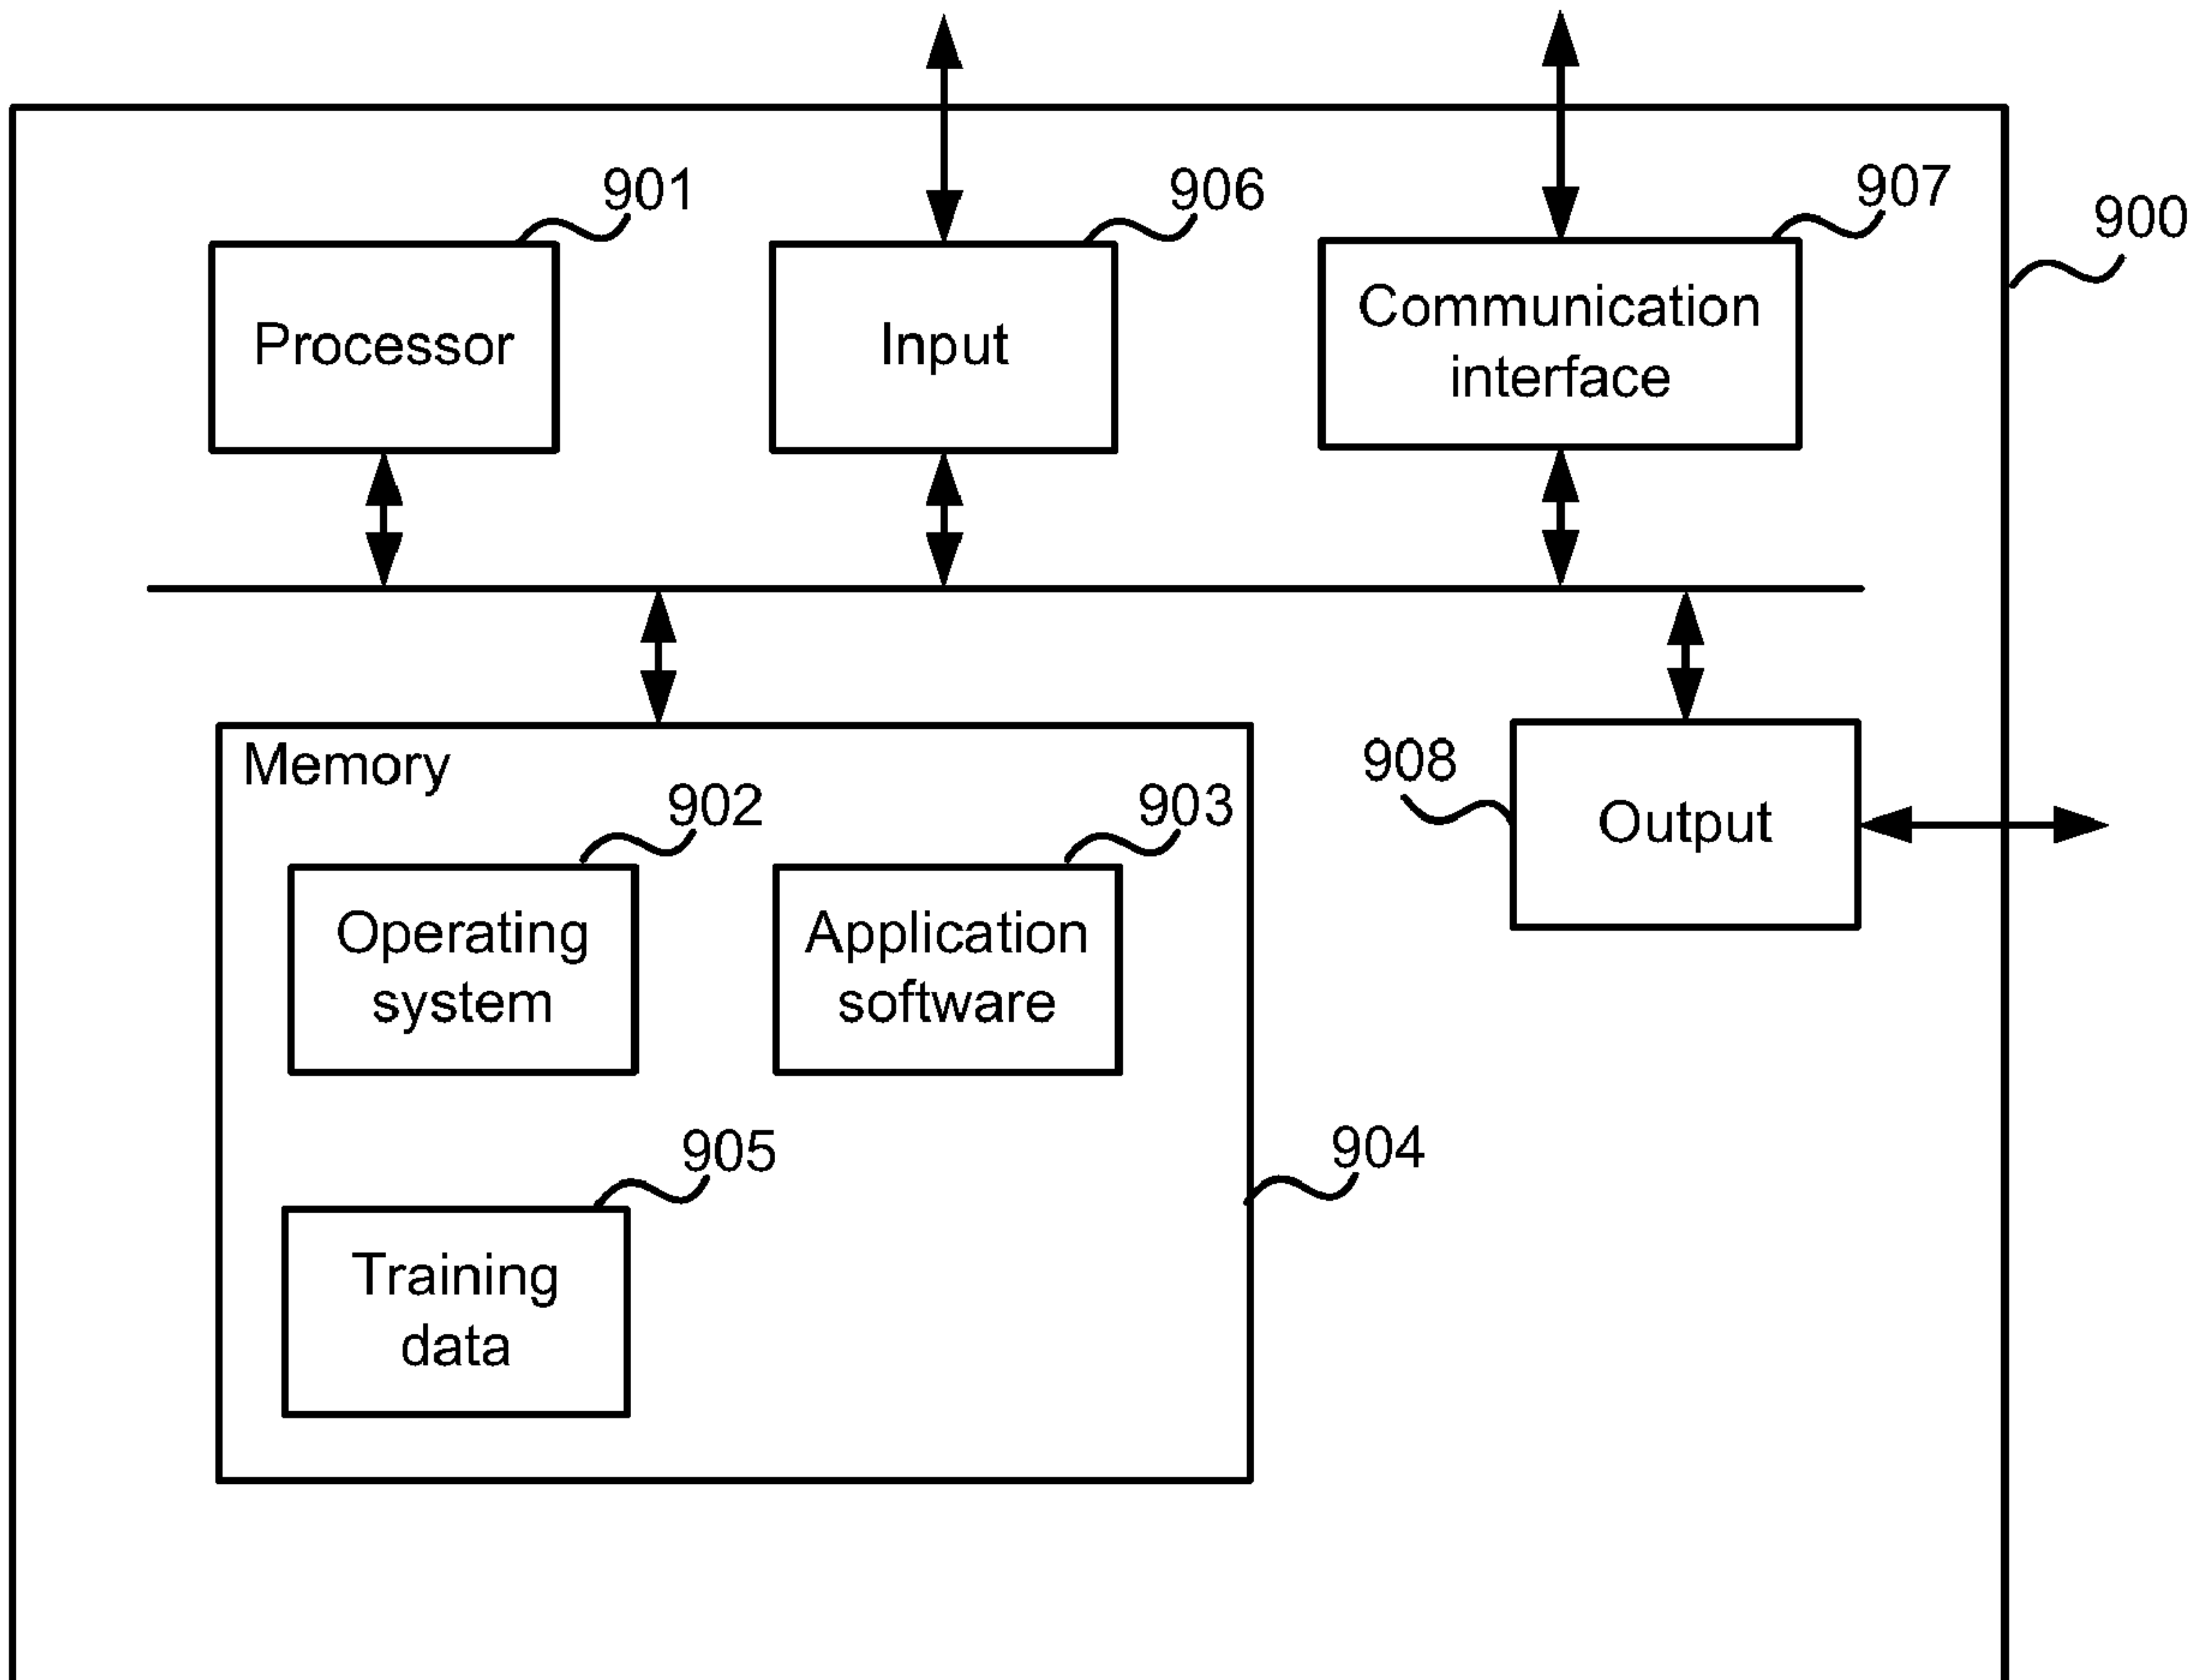 901
906
907
900
Processor
Input
Communication
interface
Memory
902
903
908
Output
Operating
system
Application
software
905
904
Training
data